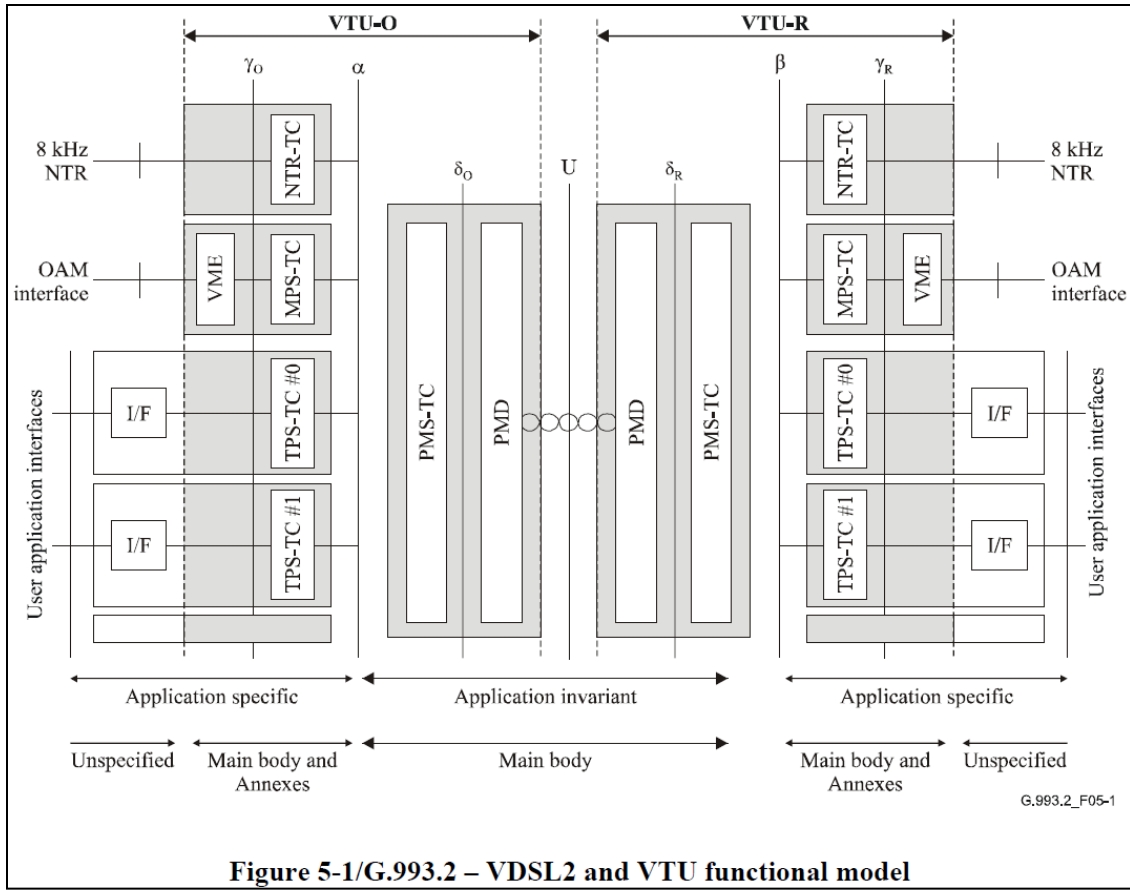 VTU-O
VTU-R
γO
α
β
γR
8 kHz
NTR
NTR-TC
δO
U
δR
NTR-TC
8 kHz
NTR
OAM
interface
VME
MPS-TC
MPS-TC
VME
OAM
interface
User application interfaces
I/F
TPS-TC #0
PMS-TC
PMD
PMD
PMS-TC
TPS-TC #0
I/F
User application interfaces
I/F
TPS-TC #1
TPS-TC #1
I/F
Application specific
Application invariant
Application specific
Unspecified
Main body and
Annexes
Main body
Main body and
Annexes
Unspecified
G.993.2_F05-1
Figure 5-1/G.993.2 – VDSL2 and VTU functional model